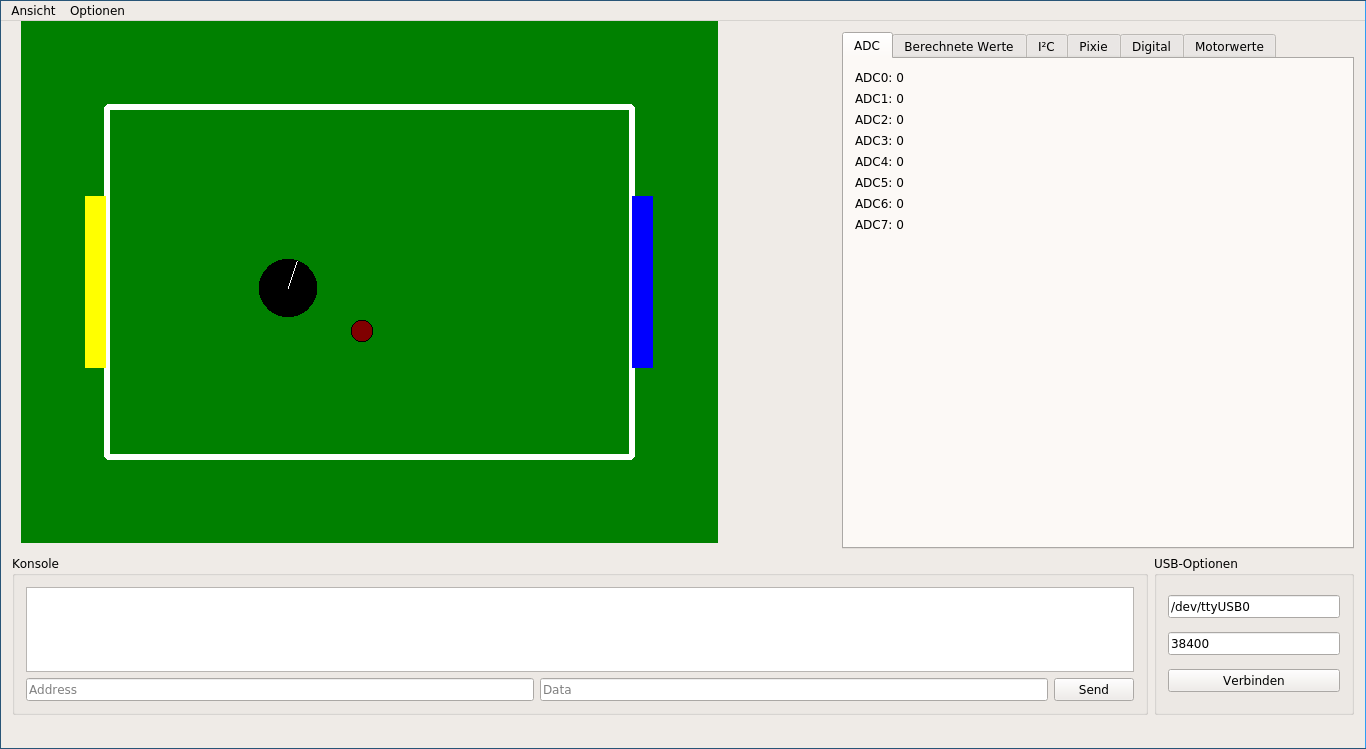 Ansicht Optionen
ADC Berechnete Werte I²C Pixie Digital Motorwerte
ADC0: 0
ADC1: 0
ADC2: 0
ADC3: 0
ADC4: 0
ADC5: 0
ADC6: 0
ADC7: 0
Konsole
Address Data Send
USB-Optionen
/dev/ttyUSB0
38400
Verbinden